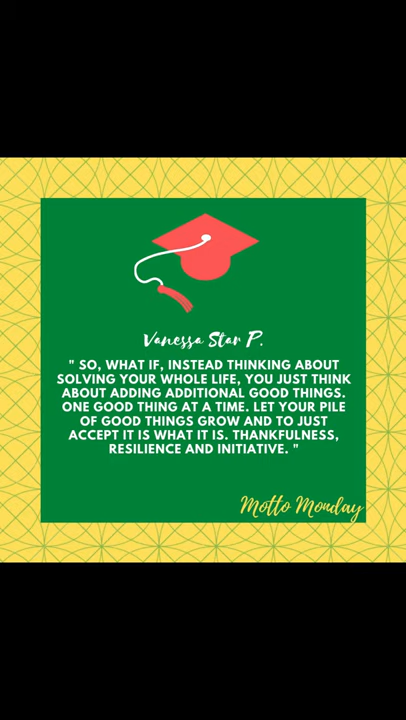 Vanessa Star P.
" SO, WHAT IF, INSTEAD THINKING ABOUT
SOLVING YOUR WHOLE LIFE, YOU JUST THINK
ABOUT ADDING ADDITIONAL GOOD THINGS.
ONE GOOD THING AT A TIME. LET YOUR PILE
OF GOOD THINGS GROW AND TO JUST
ACCEPT IT IS WHAT IT IS. THANKFULNESS,
RESILIENCE AND INITIATIVE. "
Motto Monday